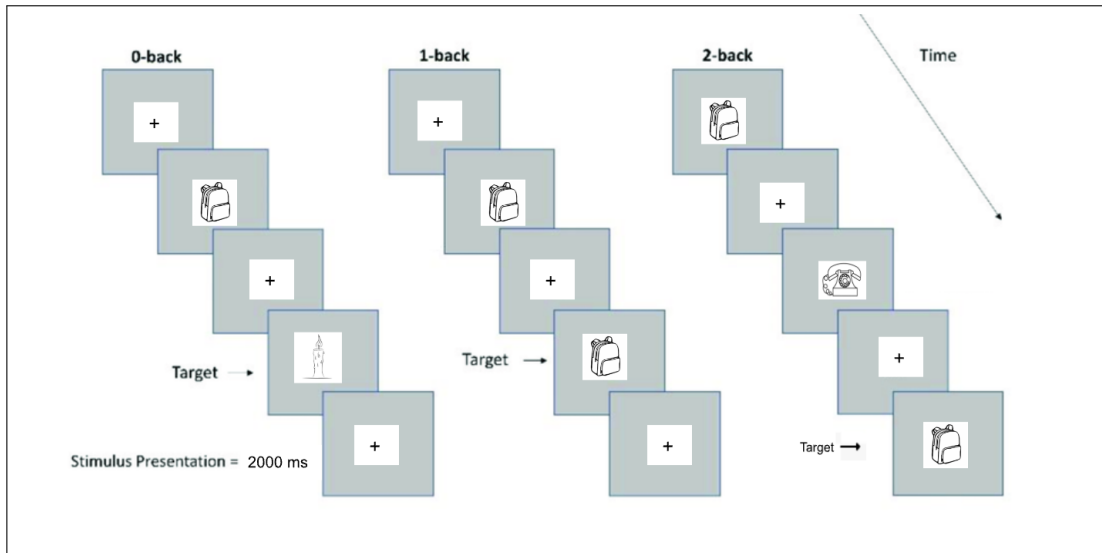 0-back
1-back
2-back
Time
Target
Target
Target
Stimulus Presentation = 2000 ms